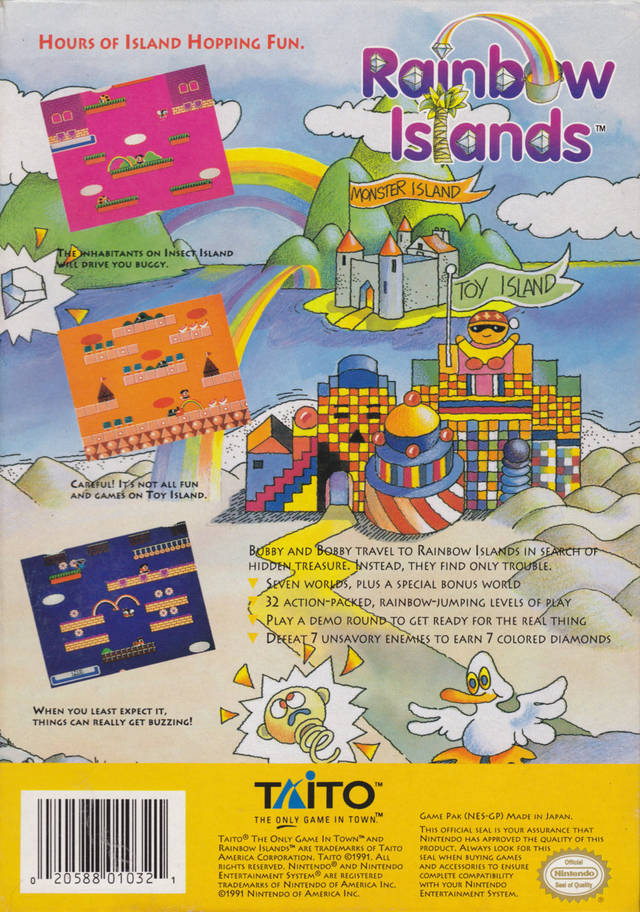 HOURS OF ISLAND HOPPING FUN.
Rainbow
Islands™
MONSTER ISLAND
THE INHABITANTS ON INSECT ISLAND
WILL DRIVE YOU BUGGY.
TOY ISLAND
CAREFUL! IT'S NOT ALL FUN
AND GAMES ON TOY ISLAND.
BUBBY AND BOBBY TRAVEL TO RAINBOW ISLANDS IN SEARCH OF
HIDDEN TREASURE. INSTEAD, THEY FIND ONLY TROUBLE.
SEVEN WORLDS, PLUS A SPECIAL BONUS WORLD
32 ACTION-PACKED, RAINBOW-JUMPING LEVELS OF PLAY
PLAY A DEMO ROUND TO GET READY FOR THE REAL THING
DEFEAT 7 UNSAVORY ENEMIES TO EARN 7 COLORED DIAMONDS
WHEN YOU LEAST EXPECT IT,
THINGS CAN REALLY GET BUZZING!
TAITO™
THE ONLY GAME IN TOWN.™
TAITO® THE ONLY GAME IN TOWN™ AND
RAINBOW ISLANDS™ ARE TRADEMARKS OF TAITO
AMERICA CORPORATION. TAITO ©1991. ALL
RIGHTS RESERVED. NINTENDO® AND NINTENDO
ENTERTAINMENT SYSTEM® ARE REGISTERED
TRADEMARKS OF NINTENDO OF AMERICA INC.
©1991 NINTENDO OF AMERICA INC.
GAME PAK (NES-GP) MADE IN JAPAN.
THIS OFFICIAL SEAL IS YOUR ASSURANCE THAT
NINTENDO HAS APPROVED THE QUALITY OF THIS
PRODUCT. ALWAYS LOOK FOR THIS
SEAL WHEN BUYING GAMES
AND ACCESSORIES TO ENSURE
COMPLETE COMPATIBILITY
WITH YOUR NINTENDO
ENTERTAINMENT SYSTEM.
Official
Nintendo
Seal of Quality
0 20588 01032 1